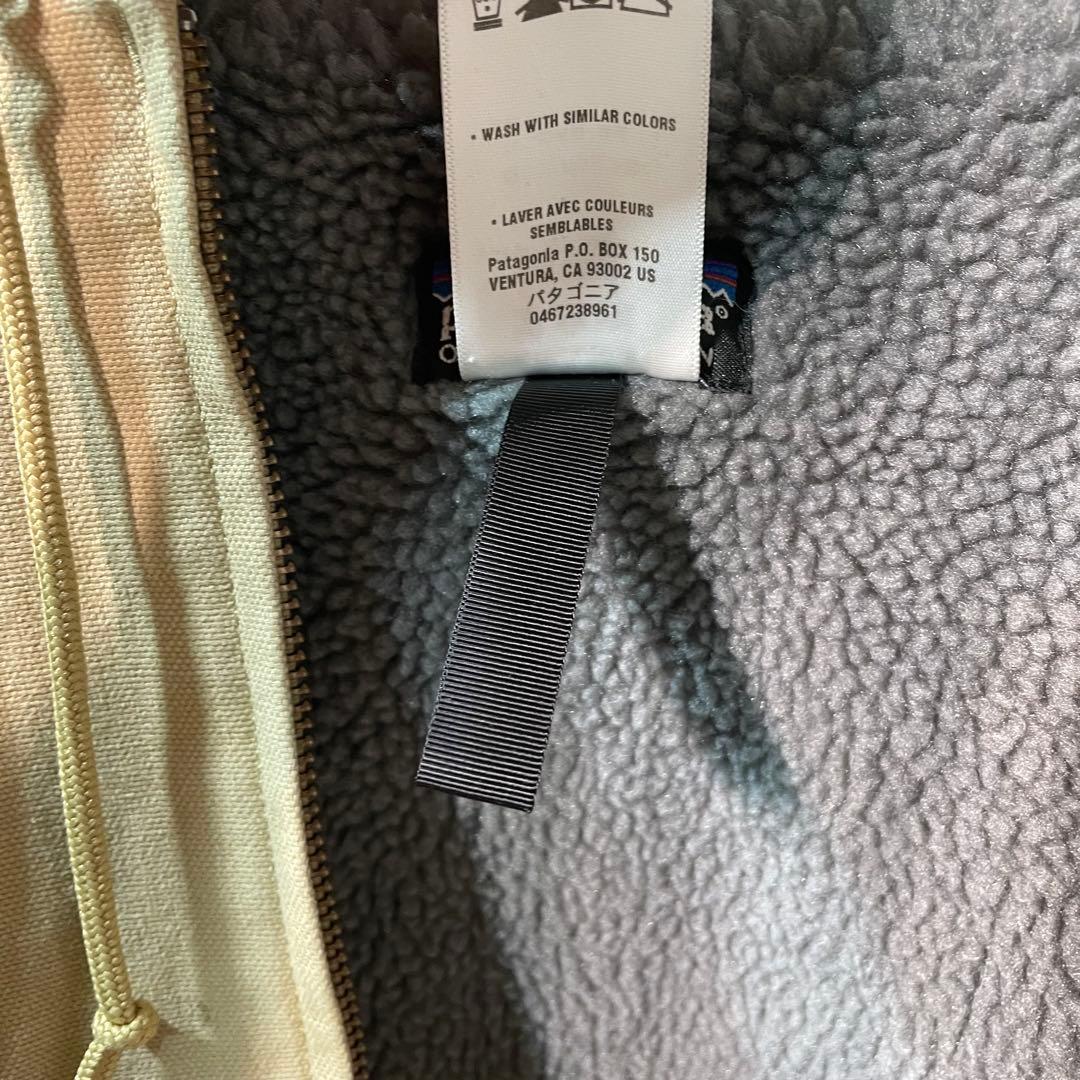 • WASH WITH SIMILAR COLORS
• LAVER AVEC COULEURS
SEMBLABLES
Patagonia P.O. BOX 150
VENTURA, CA 93002 US
パタゴニア
0467238961